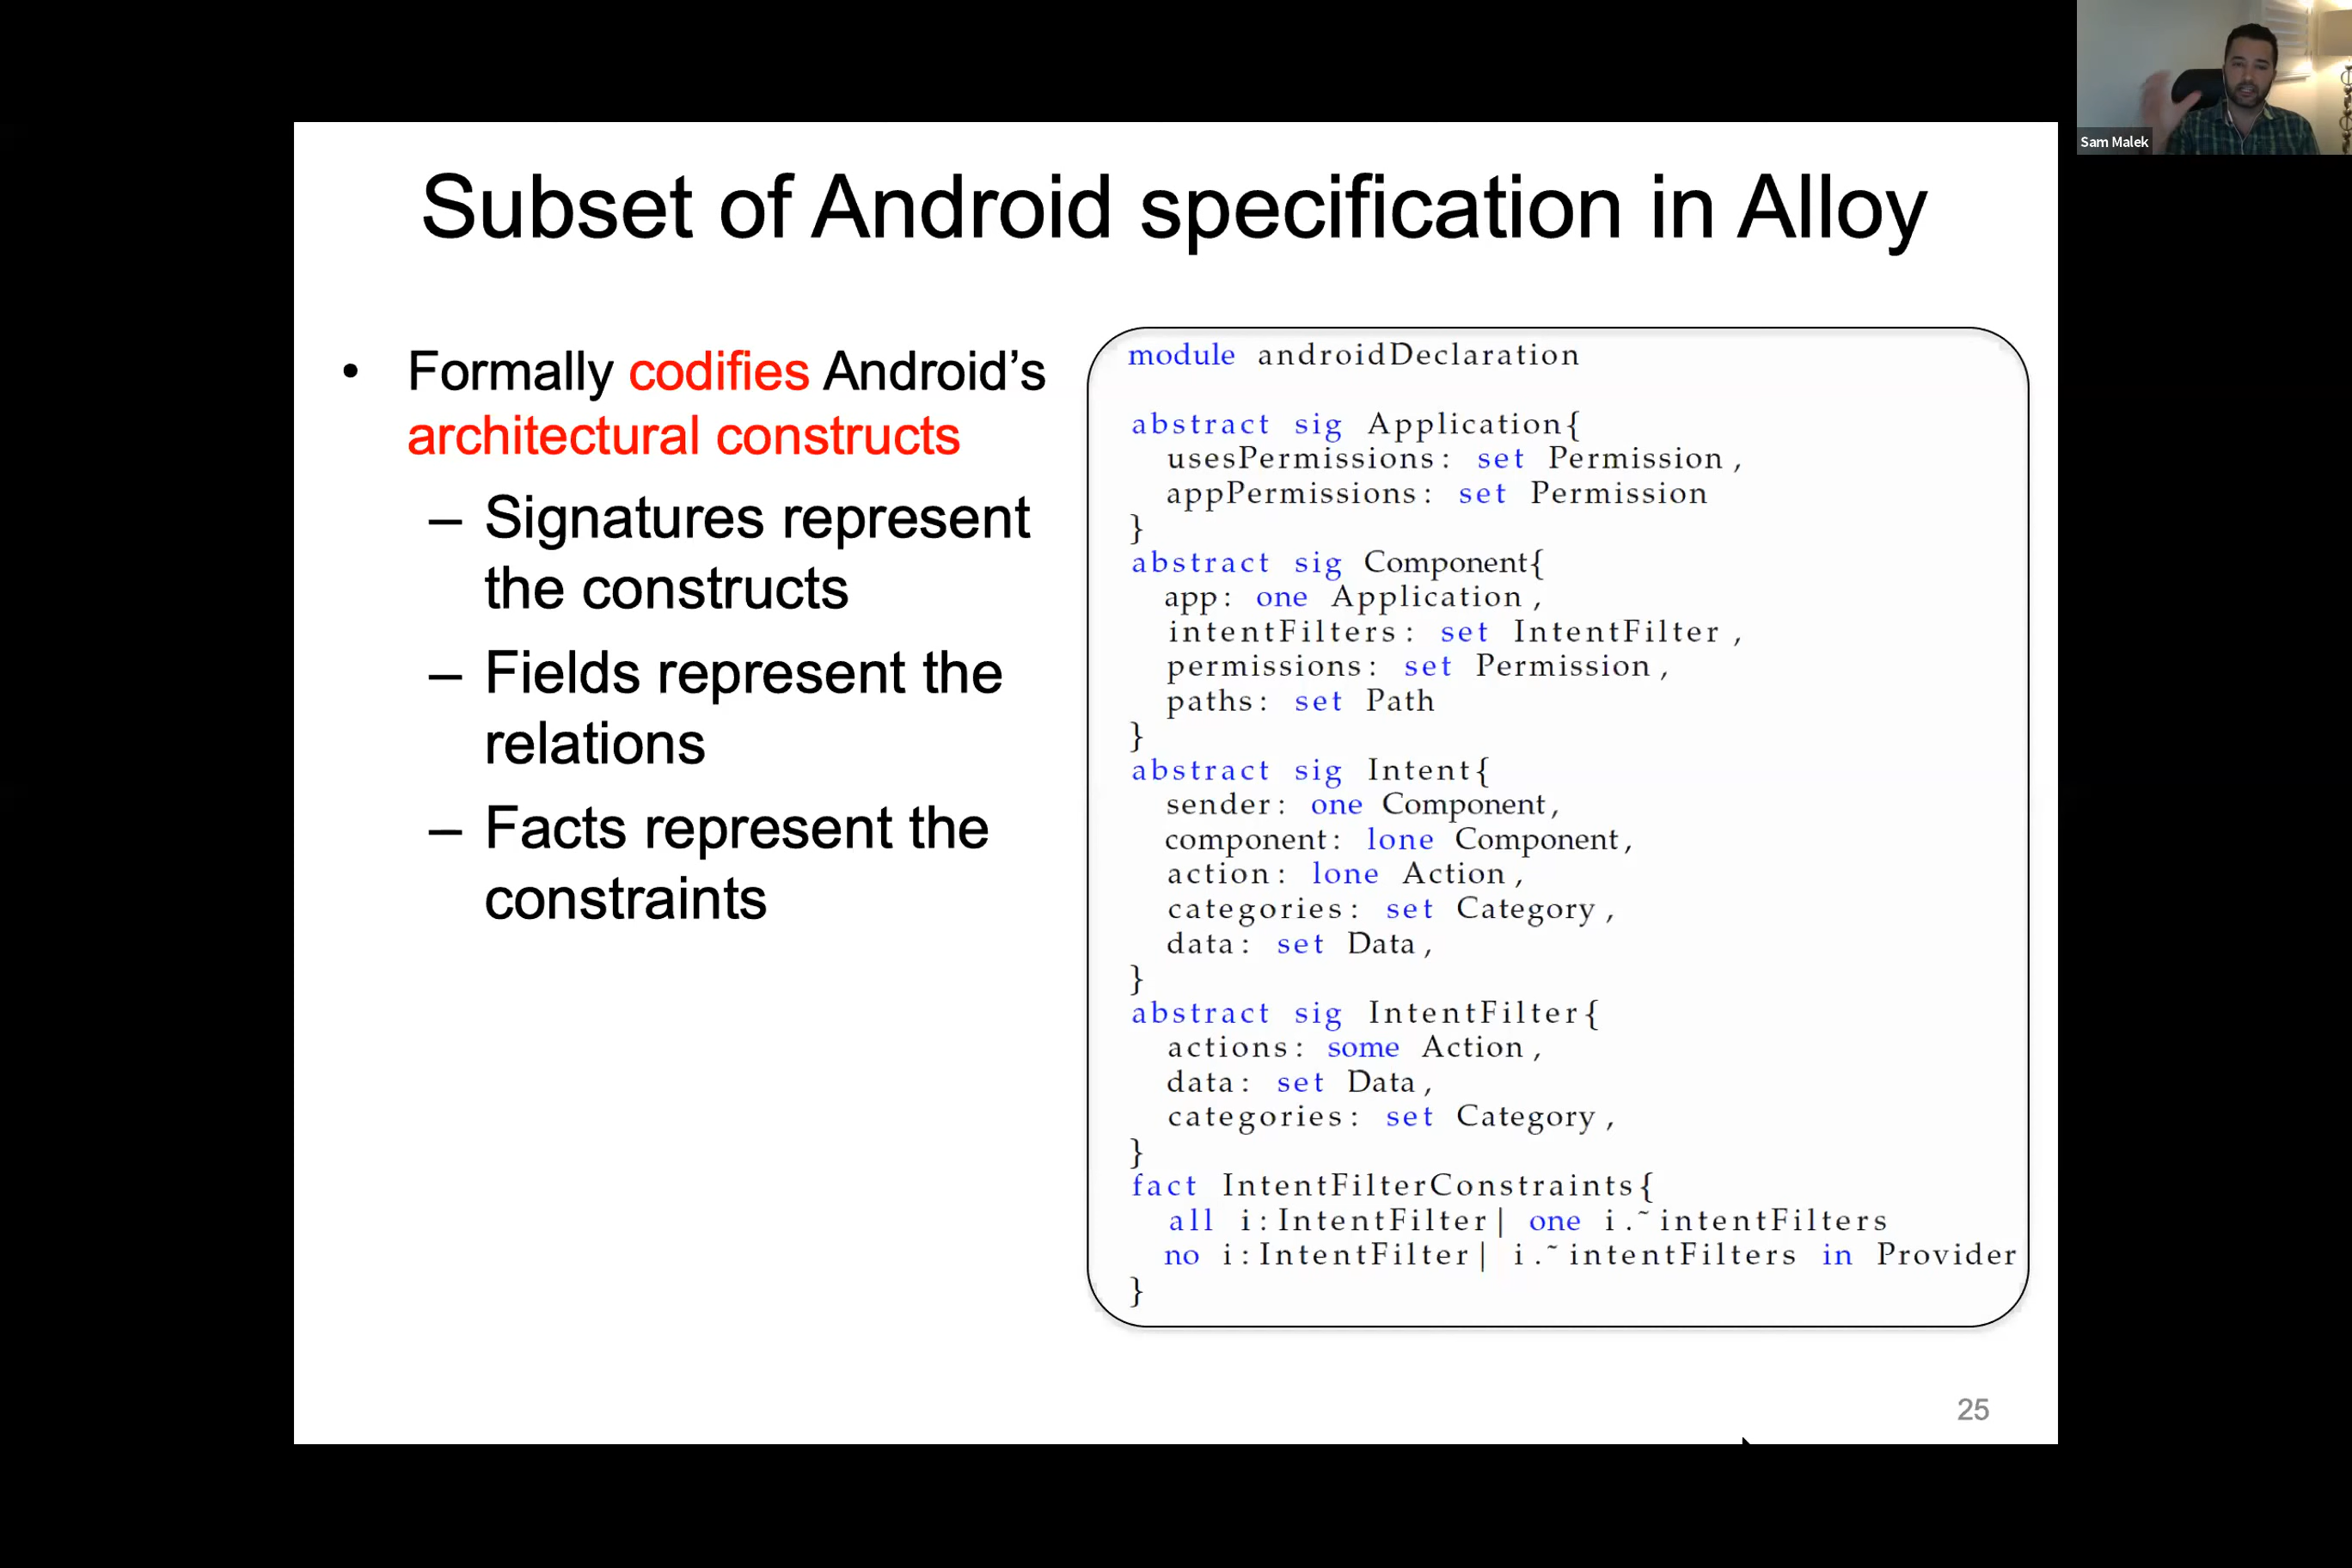 Sam Malek
Subset of Android specification in Alloy
• Formally codifies Android’s
architectural constructs
– Signatures represent
the constructs
– Fields represent the
relations
– Facts represent the
constraints
module androidDeclaration
abstract sig Application{
usesPermissions: set Permission,
appPermissions: set Permission
}
abstract sig Component{
app: one Application,
intentFilters: set IntentFilter,
permissions: set Permission,
paths: set Path
}
abstract sig Intent{
sender: one Component,
component: lone Component,
action: lone Action,
categories: set Category,
data: set Data,
}
abstract sig IntentFilter{
actions: some Action,
data: set Data,
categories: set Category,
}
fact IntentFilterConstraints{
all i:IntentFilter| one i.~intentFilters
no i:IntentFilter| i.~intentFilters in Provider
}
25